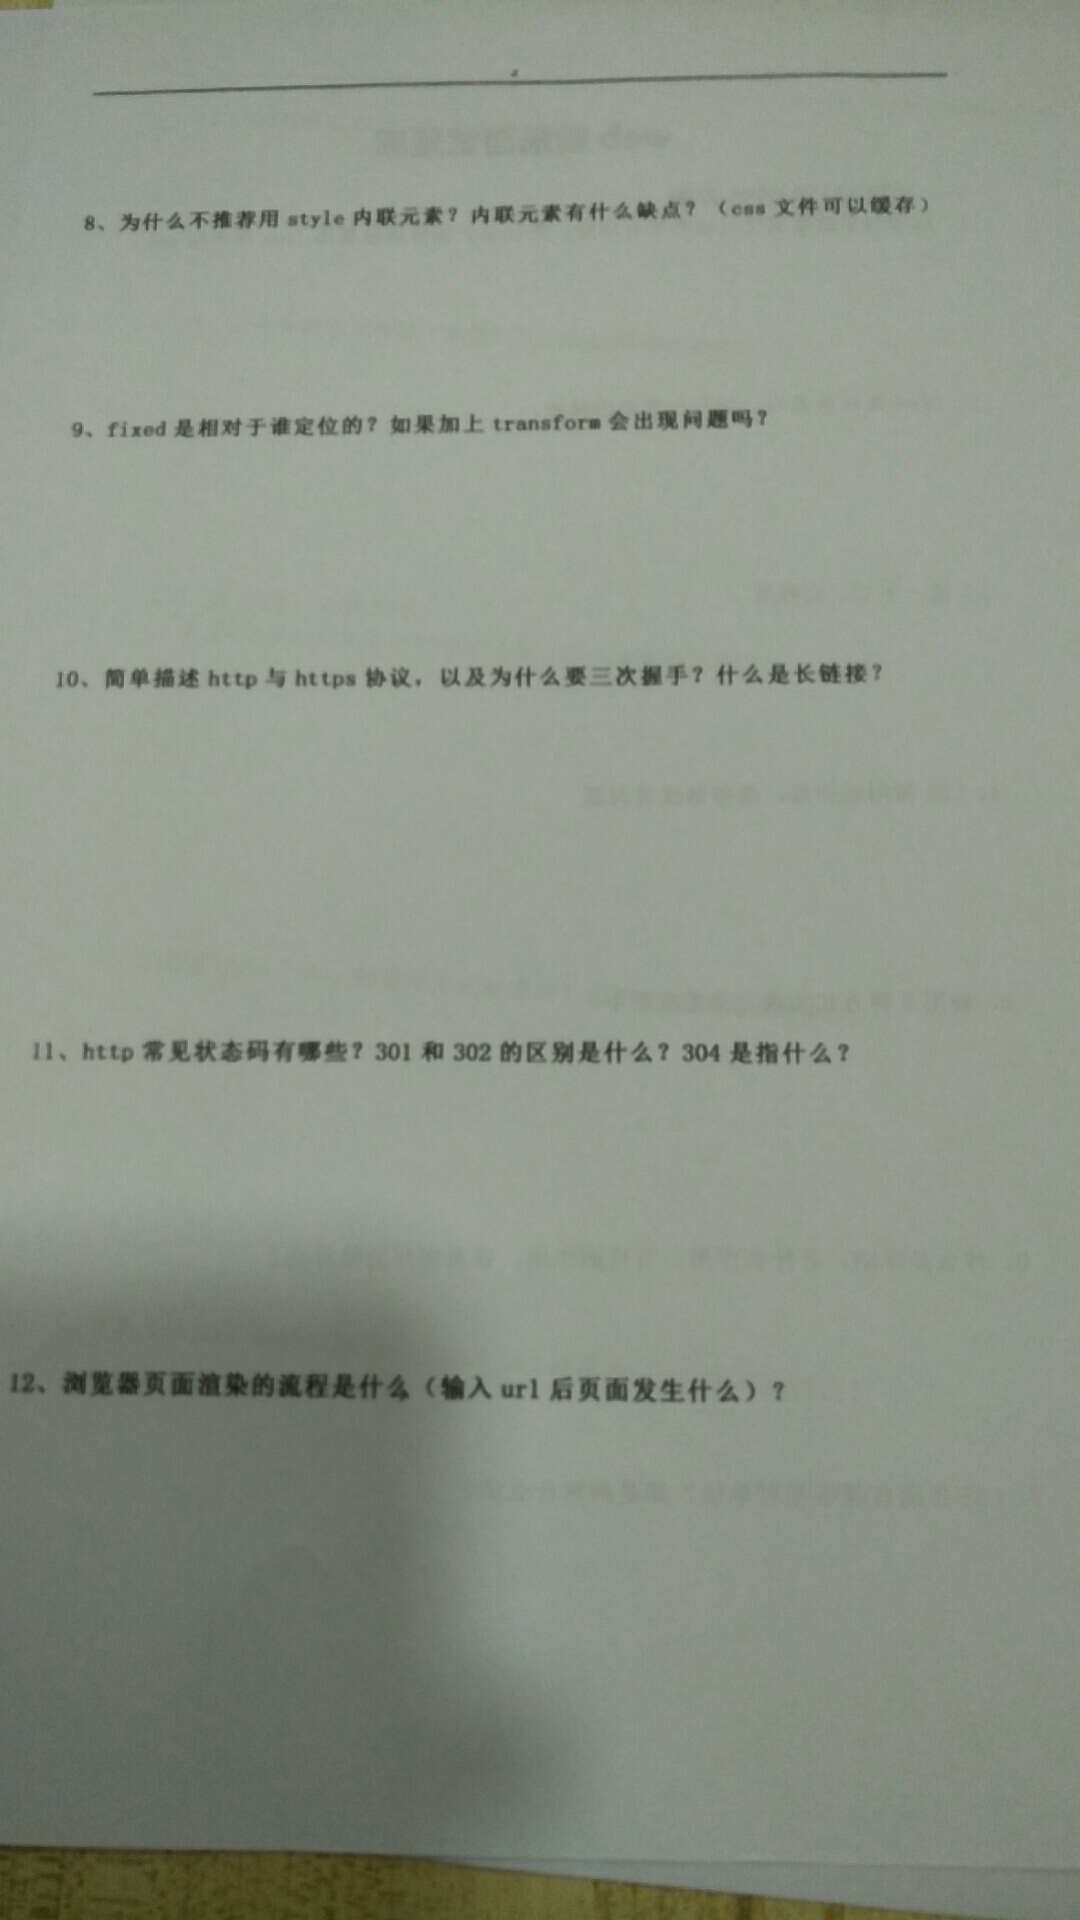 8、为什么不推荐用 style 内联元素？内联元素有什么缺点？（css 文件可以缓存）
9、fixed 是相对于谁定位的？如果加上 transform 会出现问题吗？
10、简单描述 http 与 https 协议，以及为什么要三次握手？什么是长链接？
11、http 常见状态码有哪些？301 和 302 的区别是什么？304 是指什么？
12、浏览器页面渲染的流程是什么（输入 url 后页面发生什么）？